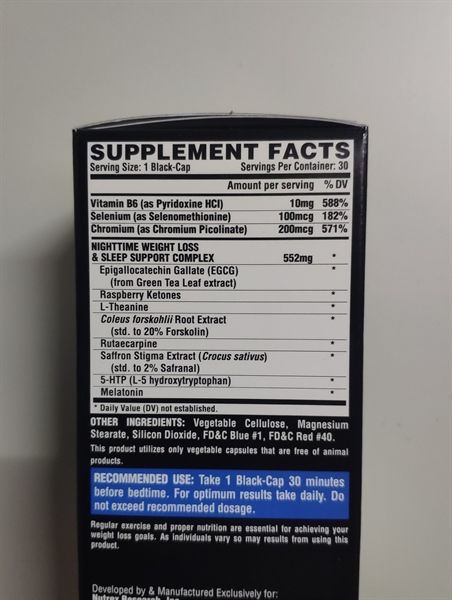 SUPPLEMENT FACTS
Serving Size: 1 Black-Cap Servings Per Container: 30
Amount per serving % DV
Vitamin B6 (as Pyridoxine HCl) 10mg 588%
Selenium (as Selenomethionine) 100mcg 182%
Chromium (as Chromium Picolinate) 200mcg 571%
NIGHTTIME WEIGHT LOSS
& SLEEP SUPPORT COMPLEX 552mg *
Epigallocatechin Gallate (EGCG) *
(from Green Tea Leaf extract)
Raspberry Ketones *
L-Theanine *
Coleus forskohlii Root Extract *
(std. to 20% Forskolin)
Rutaecarpine *
Saffron Stigma Extract (Crocus sativus) *
(std. to 2% Safranal)
5-HTP (L-5 hydroxytryptophan) *
Melatonin *
* Daily Value (DV) not established.
OTHER INGREDIENTS: Vegetable Cellulose, Magnesium
Stearate, Silicon Dioxide, FD&C Blue #1, FD&C Red #40.
This product utilizes only vegetable capsules that are free of animal
products.
RECOMMENDED USE: Take 1 Black-Cap 30 minutes
before bedtime. For optimum results take daily. Do
not exceed recommended dosage.
Regular exercise and proper nutrition are essential for achieving your
weight loss goals. As individuals vary so may results from using this
product.
Developed by & Manufactured Exclusively for:
Nutrex Research, Inc